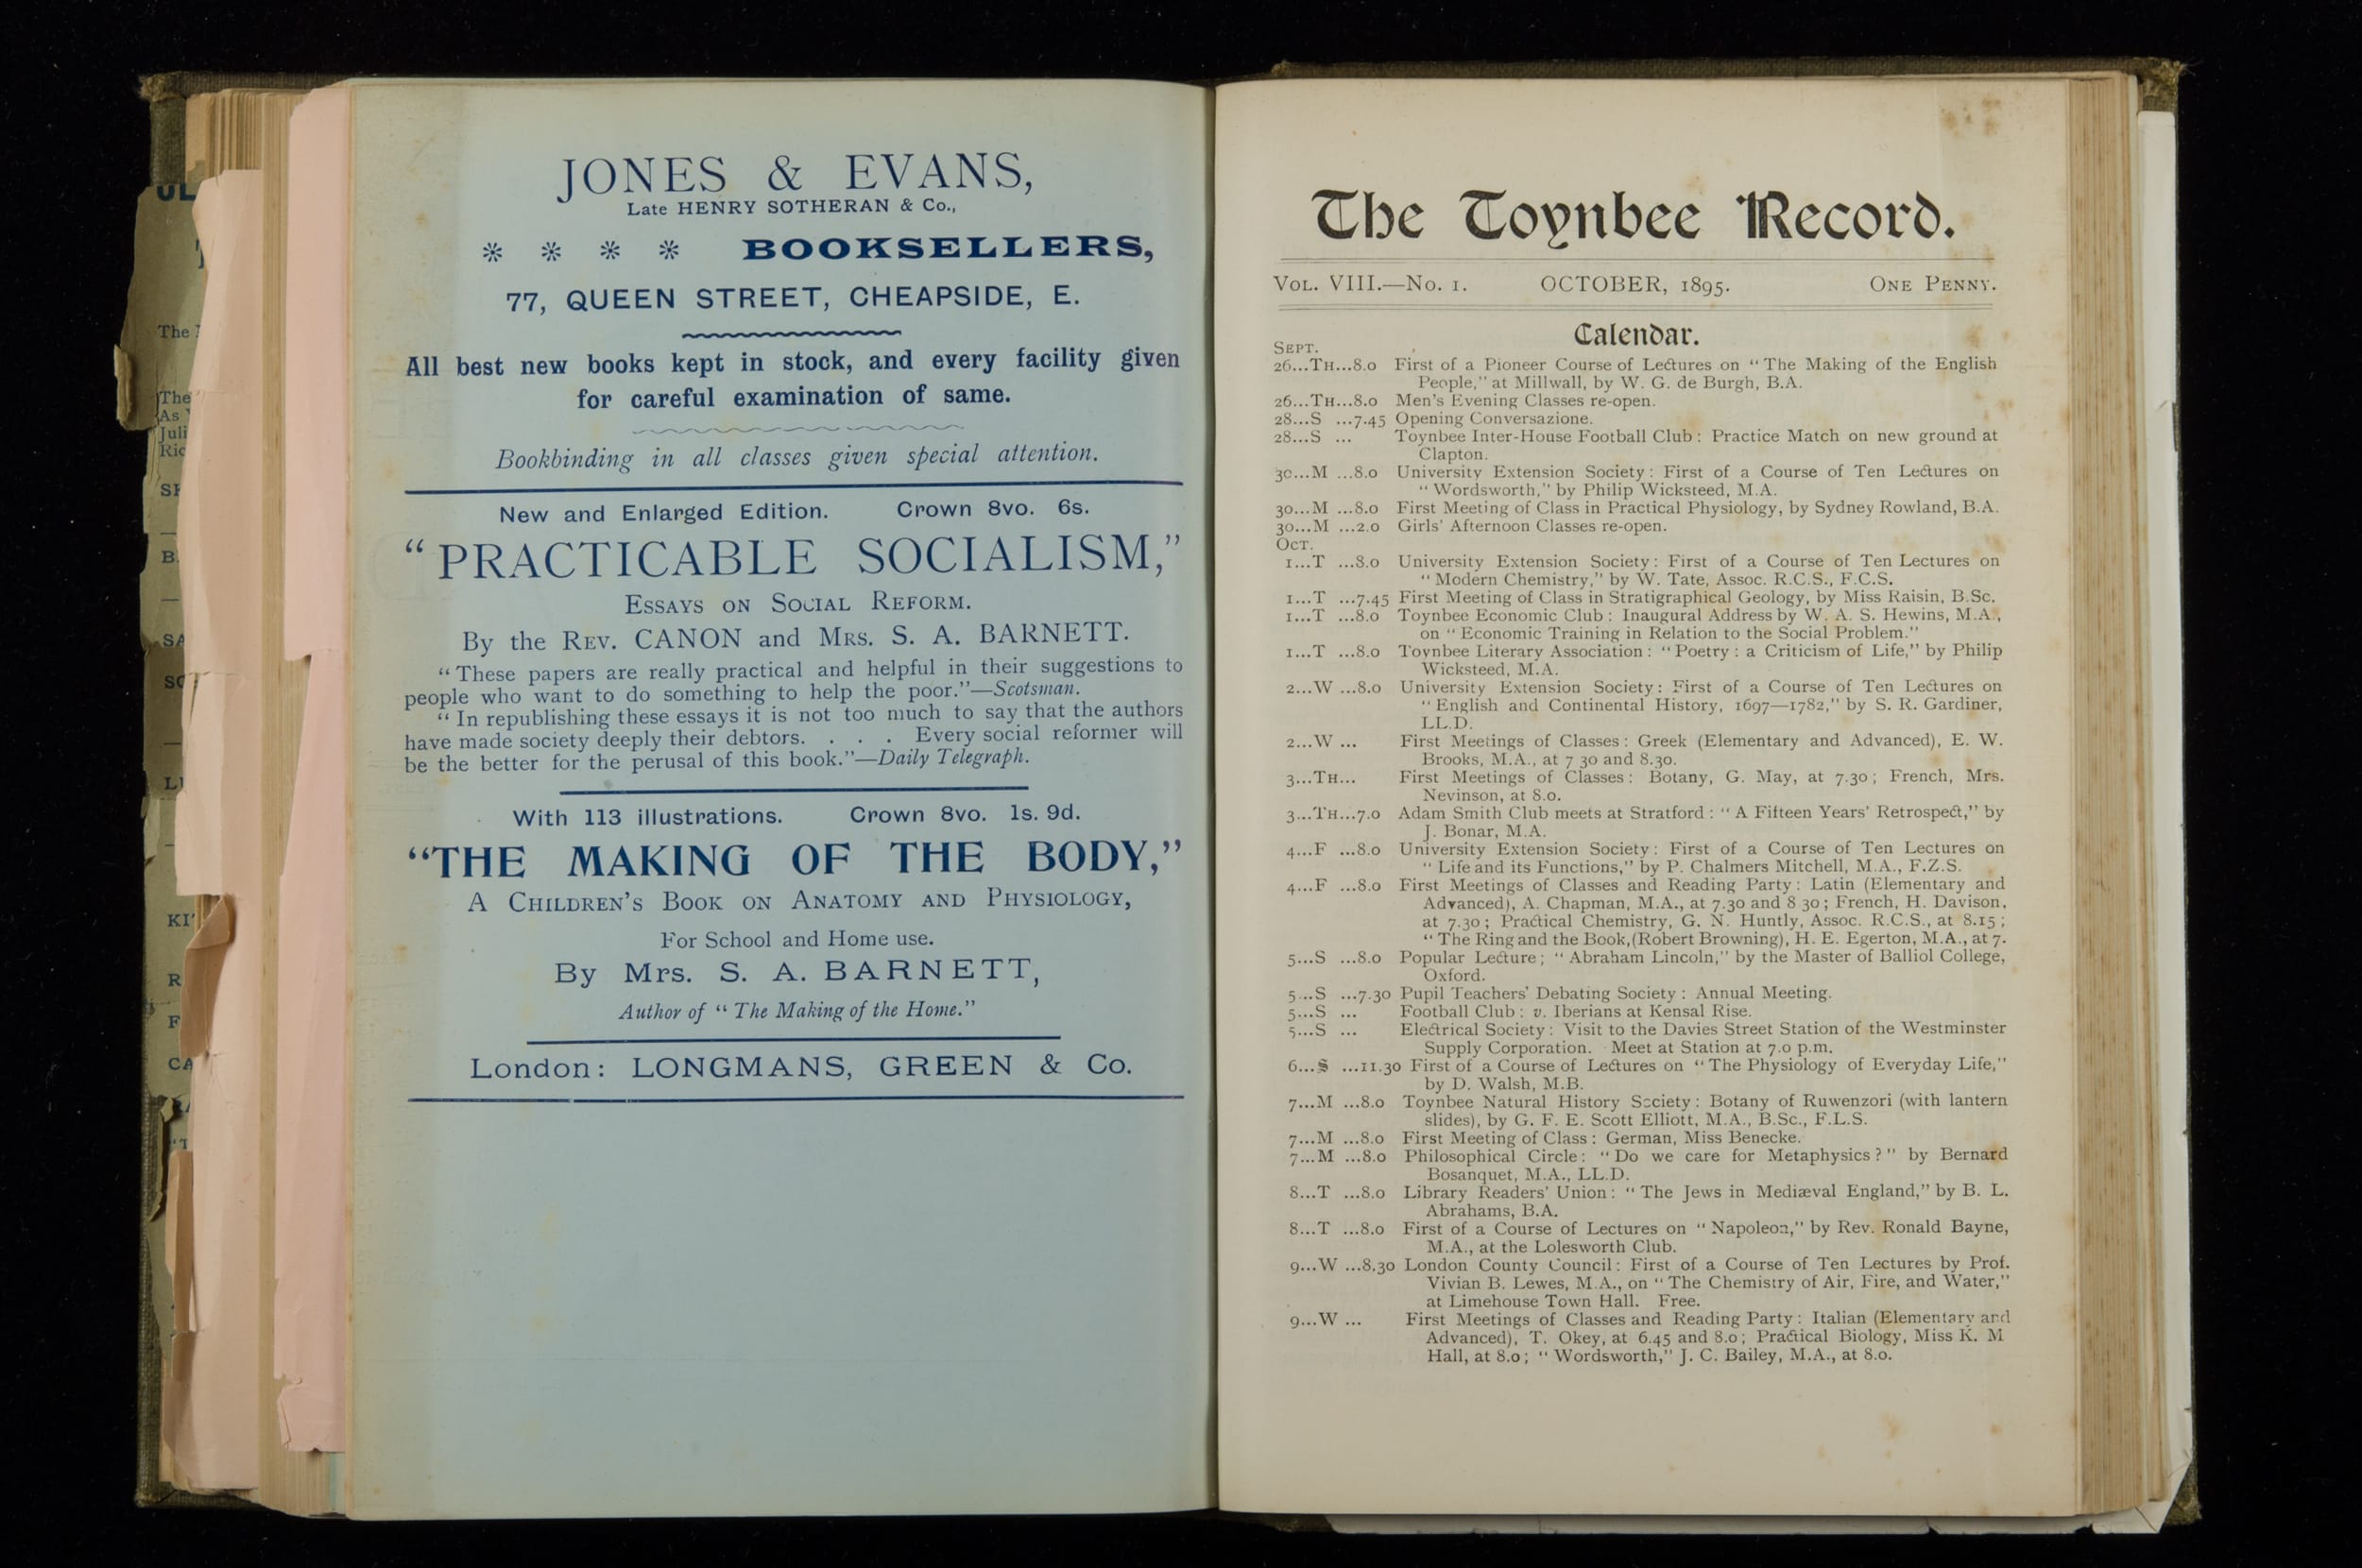 JONES & EVANS,
Late HENRY SOTHERAN & Co.,
* * * * BOOKSELLERS,
77, QUEEN STREET, CHEAPSIDE, E.
All best new books kept in stock, and every facility given
for careful examination of same.
Bookbinding in all classes given special attention.
New and Enlarged Edition. Crown 8vo. 6s.
“PRACTICABLE SOCIALISM,”
ESSAYS ON SOCIAL REFORM.
By the REV. CANON and MRS. S. A. BARNETT.
“These papers are really practical and helpful in their suggestions to
people who want to do something to help the poor.”—Scotsman.
“In republishing these essays it is not too much to say that the authors
have made society deeply their debtors. . . . Every social reformer will
be the better for the perusal of this book.”—Daily Telegraph.
With 113 illustrations. Crown 8vo. 1s. 9d.
“THE MAKING OF THE BODY,”
A CHILDREN’S BOOK ON ANATOMY AND PHYSIOLOGY,
For School and Home use.
By Mrs. S. A. BARNETT,
Author of “The Making of the Home.”
London: LONGMANS, GREEN & Co.
The Toynbee Record.
VOL. VIII.—No. 1. OCTOBER, 1895. ONE PENNY.
Calendar.
SEPT.
26...TH...8.0 First of a Pioneer Course of Lectures on “The Making of the English
People,” at Millwall, by W. G. de Burgh, B.A.
26...TH...8.0 Men’s Evening Classes re-open.
28...S ...7.45 Opening Conversazione.
28...S ... Toynbee Inter-House Football Club: Practice Match on new ground at
Clapton.
30...M ...8.0 University Extension Society: First of a Course of Ten Lectures on
“Wordsworth,” by Philip Wicksteed, M.A.
30...M ...8.0 First Meeting of Class in Practical Physiology, by Sydney Rowland, B.A.
30...M ...2.0 Girls’ Afternoon Classes re-open.
OCT.
1...T ...8.0 University Extension Society: First of a Course of Ten Lectures on
“Modern Chemistry,” by W. Tate, Assoc. R.C.S., F.C.S.
1...T ...7.45 First Meeting of Class in Stratigraphical Geology, by Miss Raisin, B.Sc.
1...T ...8.0 Toynbee Economic Club: Inaugural Address by W. A. S. Hewins, M.A.,
on “Economic Training in Relation to the Social Problem.”
1...T ...8.0 Toynbee Literary Association: “Poetry: a Criticism of Life,” by Philip
Wicksteed, M.A.
2...W ...8.0 University Extension Society: First of a Course of Ten Lectures on
“English and Continental History, 1697—1782,” by S. R. Gardiner,
LL.D.
2...W ... First Meetings of Classes: Greek (Elementary and Advanced), E. W.
Brooks, M.A., at 7 30 and 8.30.
3...TH... First Meetings of Classes: Botany, G. May, at 7.30; French, Mrs.
Nevinson, at 8.0.
3...TH...7.0 Adam Smith Club meets at Stratford: “A Fifteen Years’ Retrospect,” by
J. Bonar, M.A.
4...F ...8.0 University Extension Society: First of a Course of Ten Lectures on
“Life and its Functions,” by P. Chalmers Mitchell, M.A., F.Z.S.
4...F ...8.0 First Meetings of Classes and Reading Party: Latin (Elementary and
Advanced), A. Chapman, M.A., at 7.30 and 8 30; French, H. Davison,
at 7.30; Practical Chemistry, G. N. Huntly, Assoc. R.C.S., at 8.15;
“The Ring and the Book,(Robert Browning), H. E. Egerton, M.A., at 7.
5...S ...8.0 Popular Lecture; “Abraham Lincoln,” by the Master of Balliol College,
Oxford.
5...S ...7.30 Pupil Teachers’ Debating Society: Annual Meeting.
5...S ... Football Club: v. Iberians at Kensal Rise.
5...S ... Electrical Society: Visit to the Davies Street Station of the Westminster
Supply Corporation. Meet at Station at 7.0 p.m.
6...S ...11.30 First of a Course of Lectures on “The Physiology of Everyday Life,”
by D. Walsh, M.B.
7...M ...8.0 Toynbee Natural History Society: Botany of Ruwenzori (with lantern
slides), by G. F. E. Scott Elliott, M.A., B.Sc., F.L.S.
7...M ...8.0 First Meeting of Class: German, Miss Benecke.
7...M ...8.0 Philosophical Circle: “Do we care for Metaphysics?” by Bernard
Bosanquet, M.A., LL.D.
8...T ...8.0 Library Readers’ Union: “The Jews in Mediæval England,” by B. L.
Abrahams, B.A.
8...T ...8.0 First of a Course of Lectures on “Napoleon,” by Rev. Ronald Bayne,
M.A., at the Lolesworth Club.
9...W ...8.30 London County Council: First of a Course of Ten Lectures by Prof.
Vivian B. Lewes, M.A., on “The Chemistry of Air, Fire, and Water,”
at Limehouse Town Hall. Free.
9...W ... First Meetings of Classes and Reading Party: Italian (Elementary and
Advanced), T. Okey, at 6.45 and 8.0; Practical Biology, Miss K. M
Hall, at 8.0; “Wordsworth,” J. C. Bailey, M.A., at 8.0.